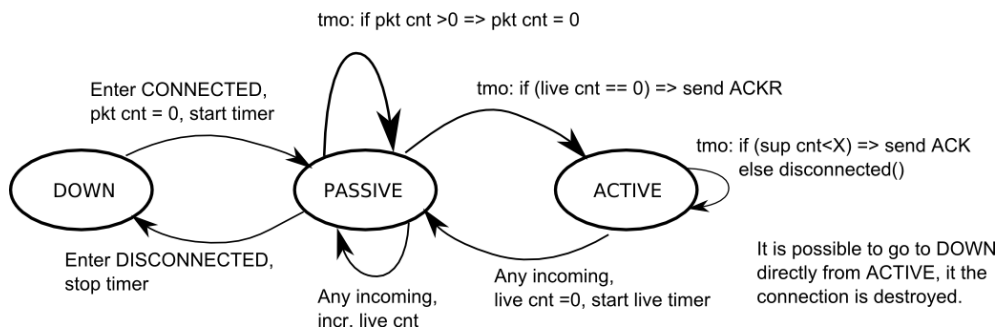 tmo: if pkt cnt >0 => pkt cnt = 0
Enter CONNECTED,
pkt cnt = 0, start timer
tmo: if (live cnt == 0) => send ACKR
tmo: if (sup cnt<X) => send ACK
else disconnected()
DOWN
PASSIVE
ACTIVE
Enter DISCONNECTED,
stop timer
Any incoming,
incr. live cnt
Any incoming,
live cnt =0, start live timer
It is possible to go to DOWN
directly from ACTIVE, it the
connection is destroyed.